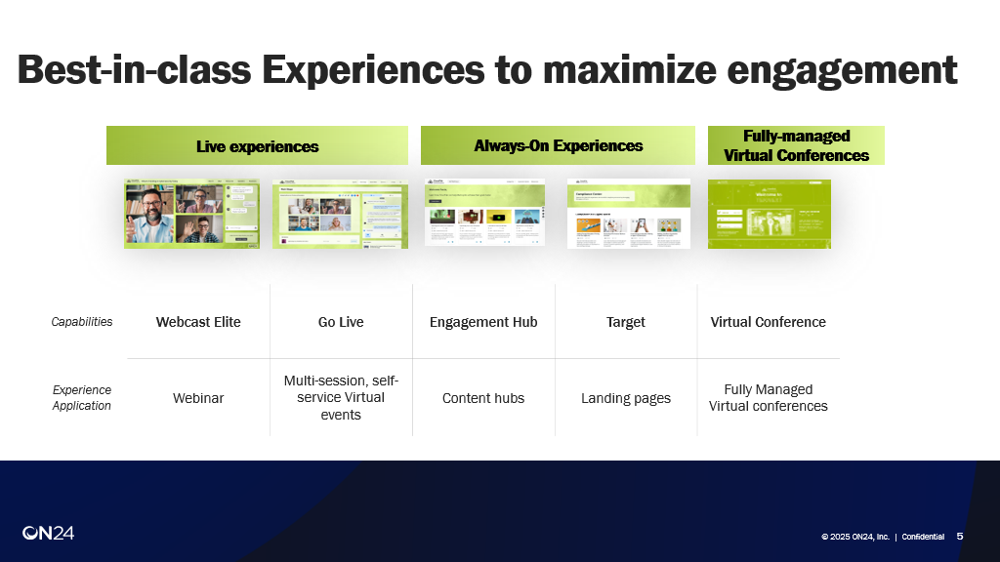 Best-in-class Experiences to maximize engagement
Live experiences
Always-On Experiences
Fully-managed
Virtual Conferences
Capabilities
Webcast Elite
Go Live
Engagement Hub
Target
Virtual Conference
Experience
Application
Webinar
Multi-session, self-
service Virtual
events
Content hubs
Landing pages
Fully Managed
Virtual conferences
ON24
© 2025 ON24, Inc. | Confidential 5